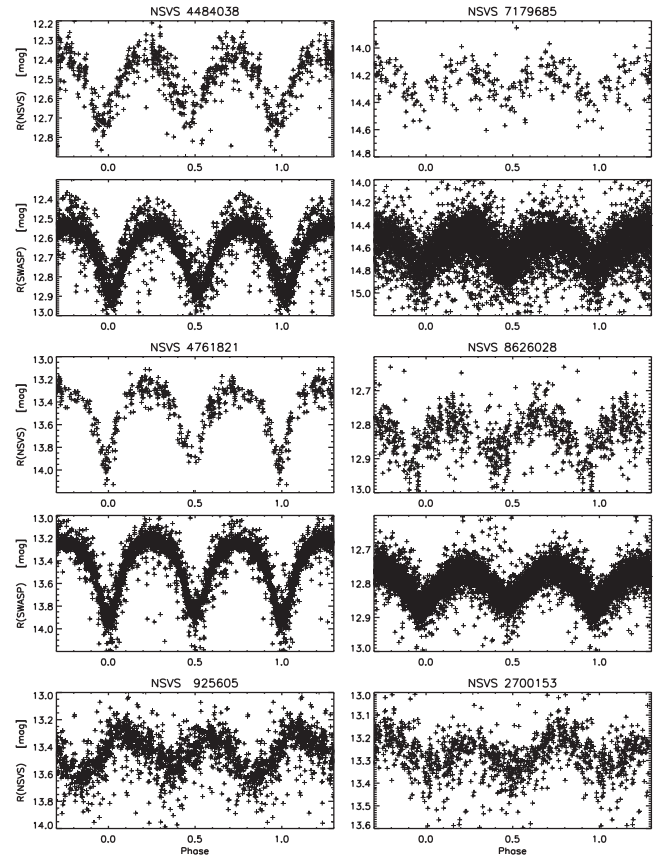 NSVS 4484038
R(NSVS) [mag]
12.2
12.3
12.4
12.5
12.6
12.7
12.8
0.0 0.5 1.0
NSVS 7179685
14.0
14.2
14.4
14.6
14.8
0.0 0.5 1.0
R(SWASP) [mag]
12.4
12.5
12.6
12.7
12.8
12.9
13.0
0.0 0.5 1.0
14.0
14.2
14.4
14.6
14.8
15.0
0.0 0.5 1.0
NSVS 4761821
R(NSVS) [mag]
13.0
13.2
13.4
13.6
13.8
14.0
0.0 0.5 1.0
NSVS 8626028
12.7
12.8
12.9
13.0
0.0 0.5 1.0
R(SWASP) [mag]
13.0
13.2
13.4
13.6
13.8
14.0
0.0 0.5 1.0
12.7
12.8
12.9
13.0
0.0 0.5 1.0
NSVS 925605
R(NSVS) [mag]
13.0
13.2
13.4
13.6
13.8
14.0
0.0 0.5 1.0
Phase
NSVS 2700153
13.0
13.1
13.2
13.3
13.4
13.5
13.6
0.0 0.5 1.0
Phase